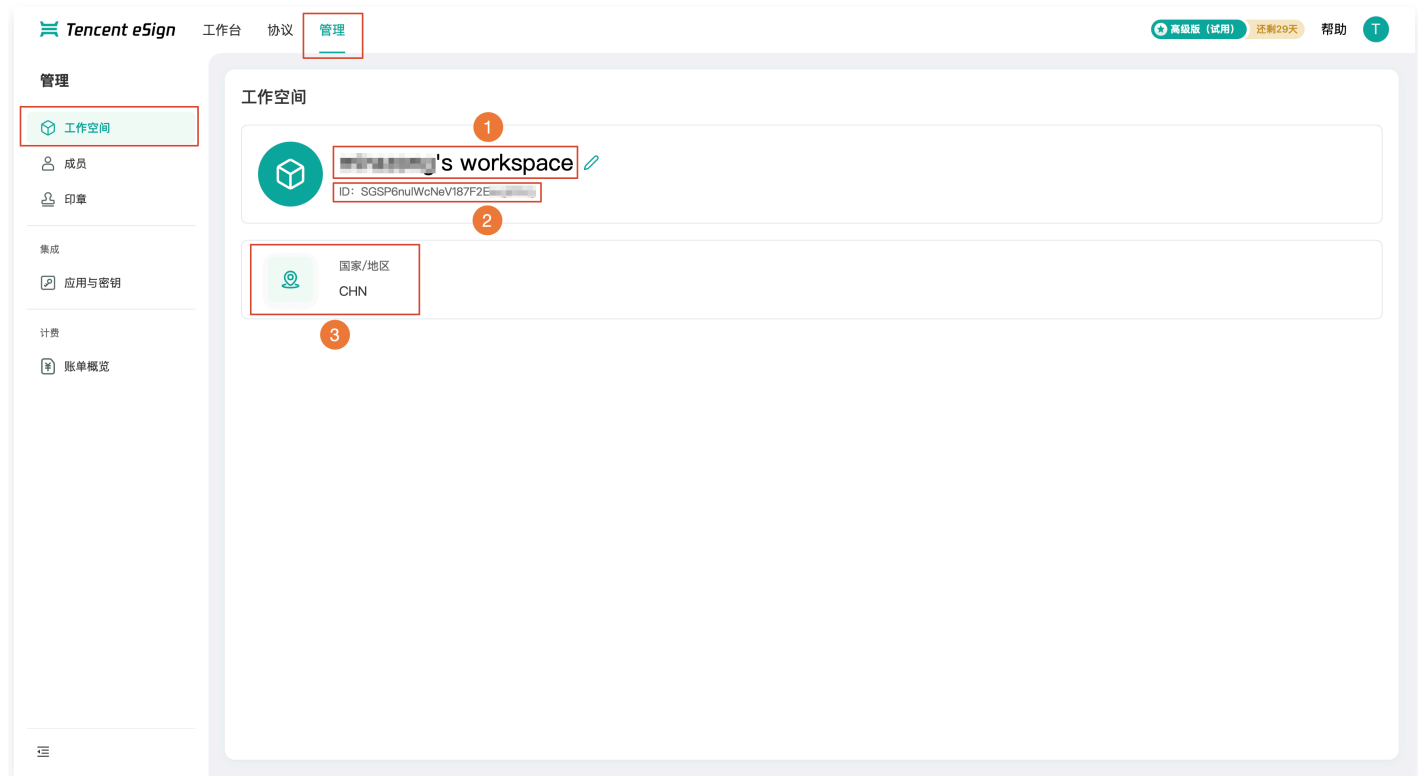 Tencent eSign 工作台 协议 管理 高级版（试用） 还剩29天 帮助 T
管理
工作空间
成员
印章
集成
应用与密钥
计费
账单概览
工作空间
1
's workspace
ID: SGSP6nulWcNeV187F2E
2
国家/地区
CHN
3